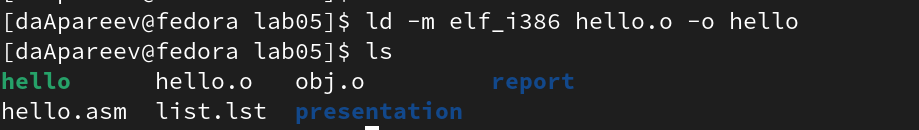 [daApareev@fedora lab05]$ ld -m elf_i386 hello.o -o hello
[daApareev@fedora lab05]$ ls
hello      hello.o   obj.o         report
hello.asm  list.lst  presentation